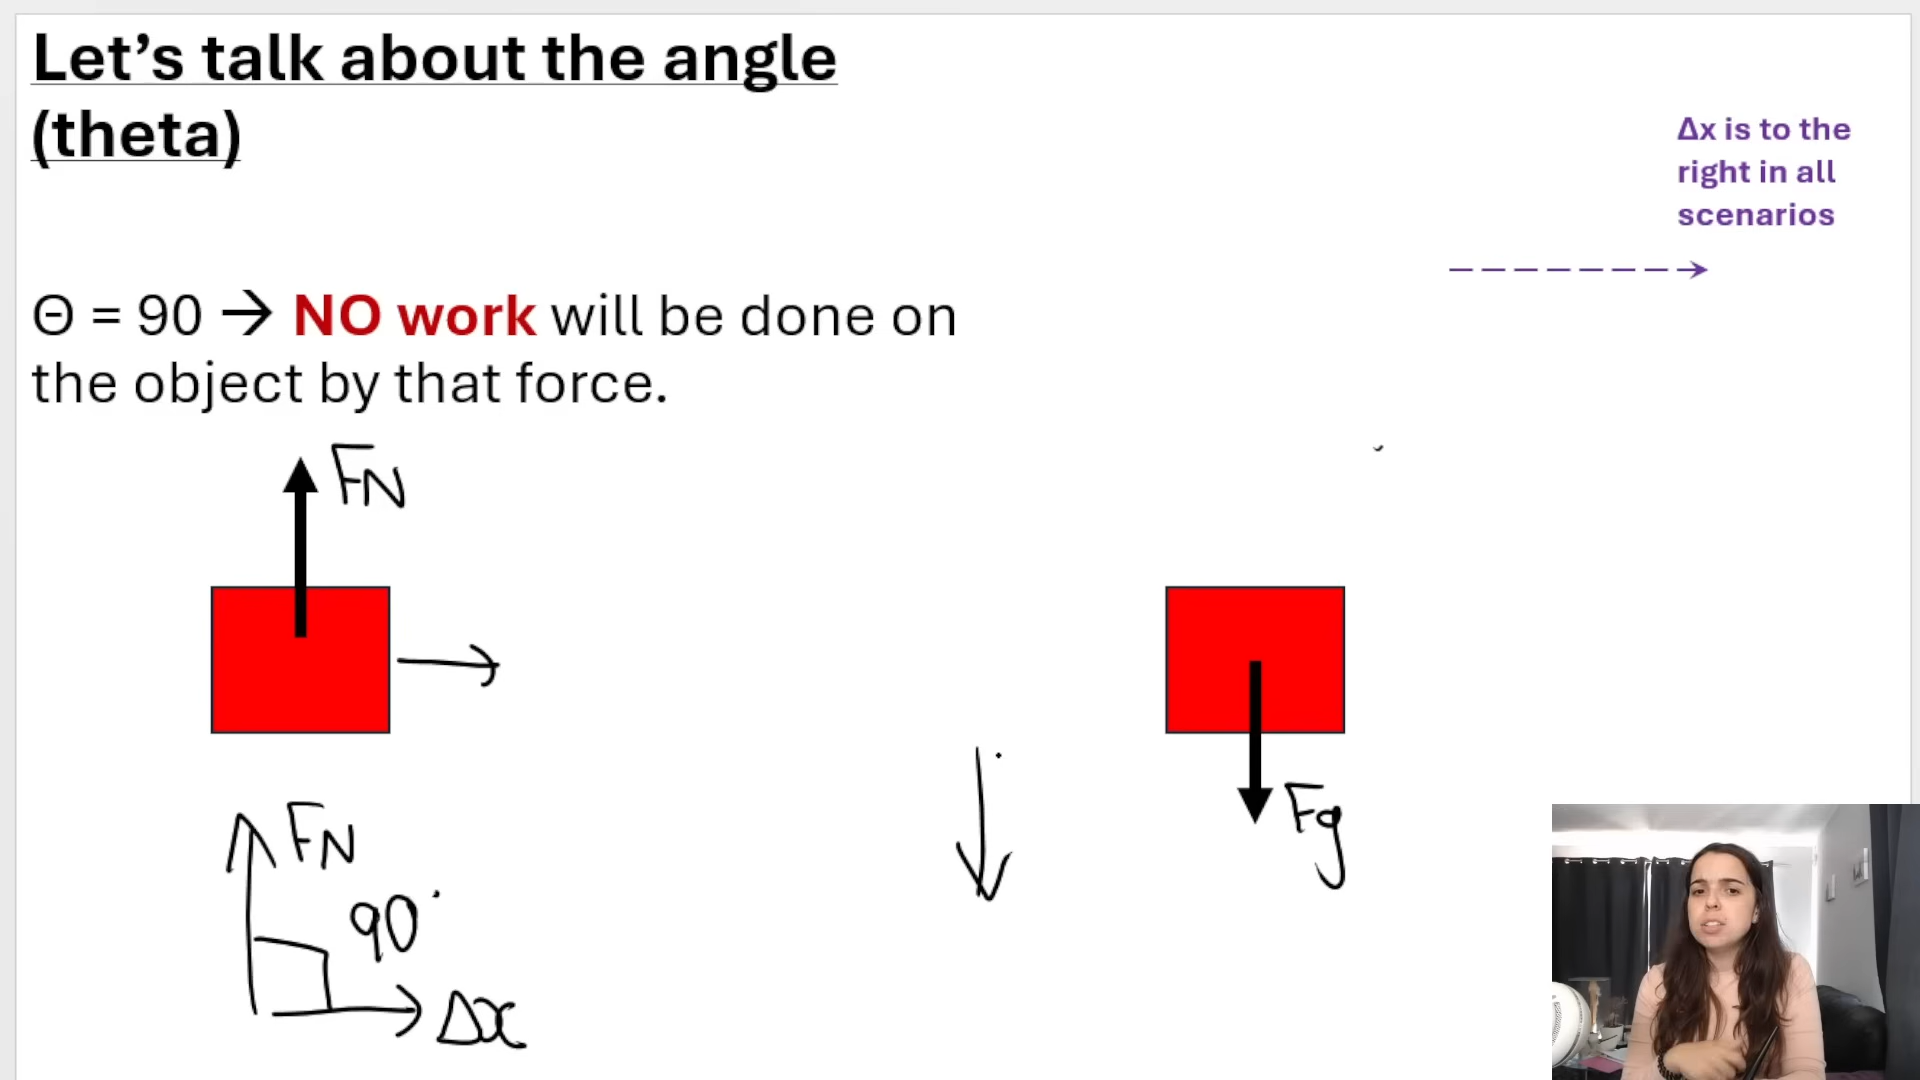 Let’s talk about the angle
(theta)
Δx is to the
right in all
scenarios
Θ = 90 → NO work will be done on
the object by that force.
FN
Fg
FN
90°
Δx